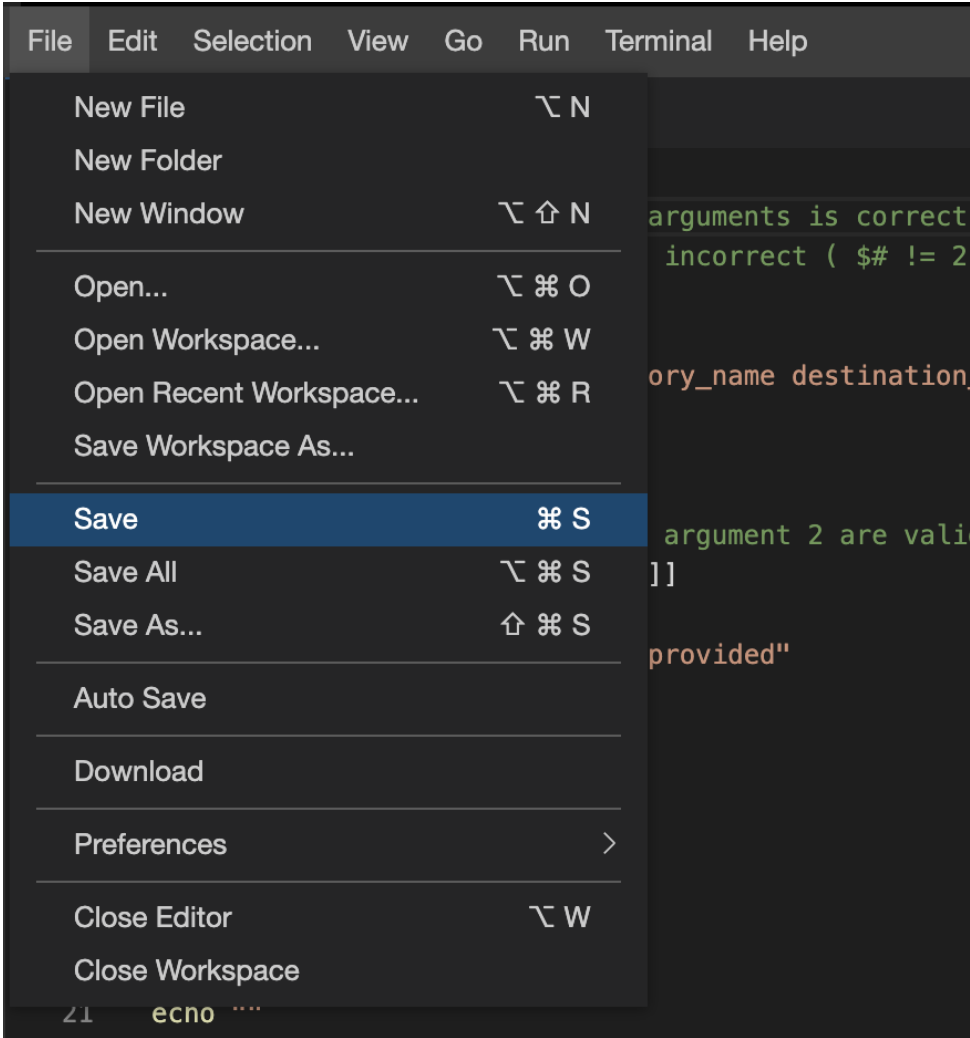 File Edit Selection View Go Run Terminal Help
New File ⌥ N
New Folder
New Window ⌥ ⇧ N
arguments is correct
incorrect ( $# != 2
Open... ⌥ ⌘ O
Open Workspace... ⌥ ⌘ W
Open Recent Workspace... ⌥ ⌘ R
ory_name destination_
Save Workspace As...
Save ⌘ S
argument 2 are valid
Save All ⌥ ⌘ S
]]
Save As... ⇧ ⌘ S
provided"
Auto Save
Download
Preferences >
Close Editor ⌥ W
Close Workspace
21 echo ""